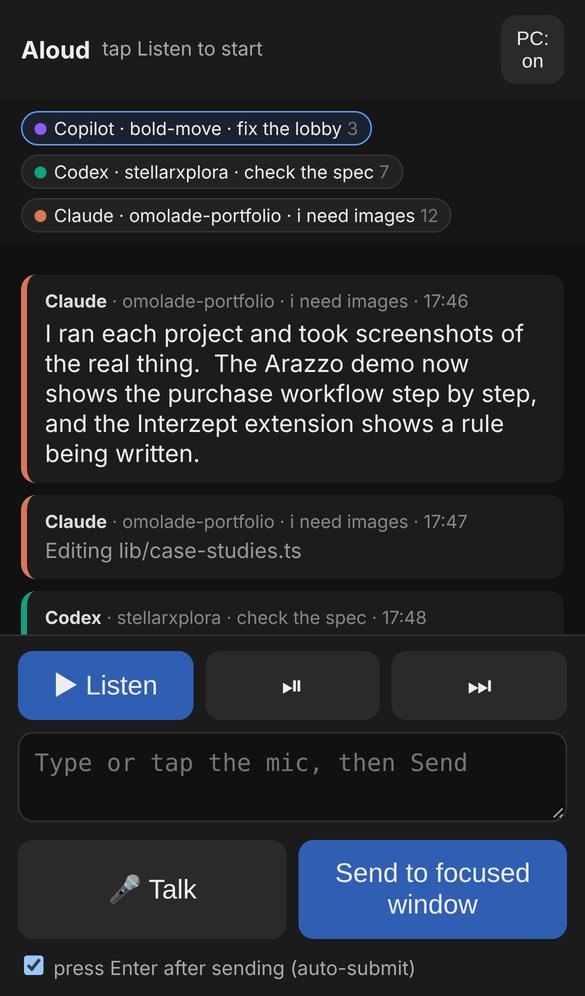 Aloud tap Listen to start
PC:
on
Copilot · bold-move · fix the lobby 3
Codex · stellarxplora · check the spec 7
Claude · omolade-portfolio · i need images 12
Claude · omolade-portfolio · i need images · 17:46
I ran each project and took screenshots of
the real thing.  The Arazzo demo now
shows the purchase workflow step by step,
and the Interzept extension shows a rule
being written.
Claude · omolade-portfolio · i need images · 17:47
Editing lib/case-studies.ts
Codex · stellarxplora · check the spec · 17:48
Listen
Type or tap the mic, then Send
Talk
Send to focused
window
press Enter after sending (auto-submit)